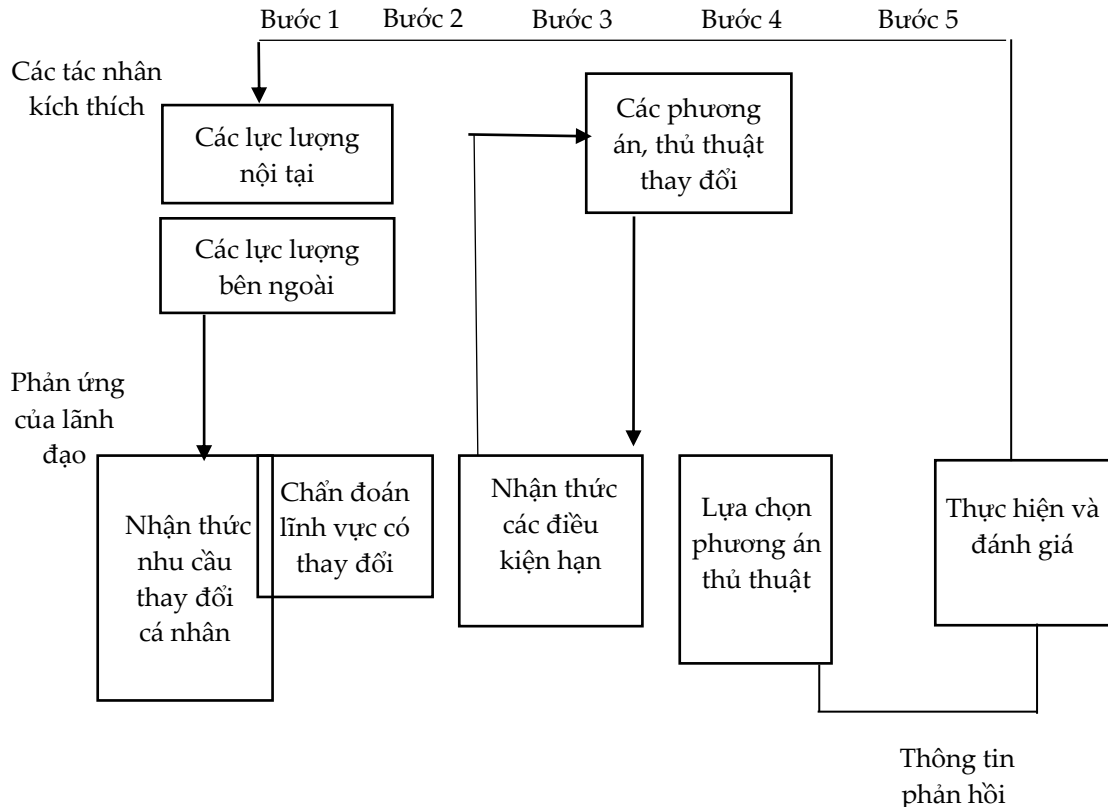 Bước 1 Bước 2 Bước 3 Bước 4 Bước 5
Các tác nhân
kích thích
Các lực lượng
nội tại
Các phương
án, thủ thuật
thay đổi
Các lực lượng
bên ngoài
Phản ứng
của lãnh
đạo
Nhận thức
nhu cầu
thay đổi
cá nhân
Chẩn đoán
lĩnh vực có
thay đổi
Nhận thức
các điều
kiện hạn
Lựa chọn
phương án
thủ thuật
Thực hiện và
đánh giá
Thông tin
phản hồi